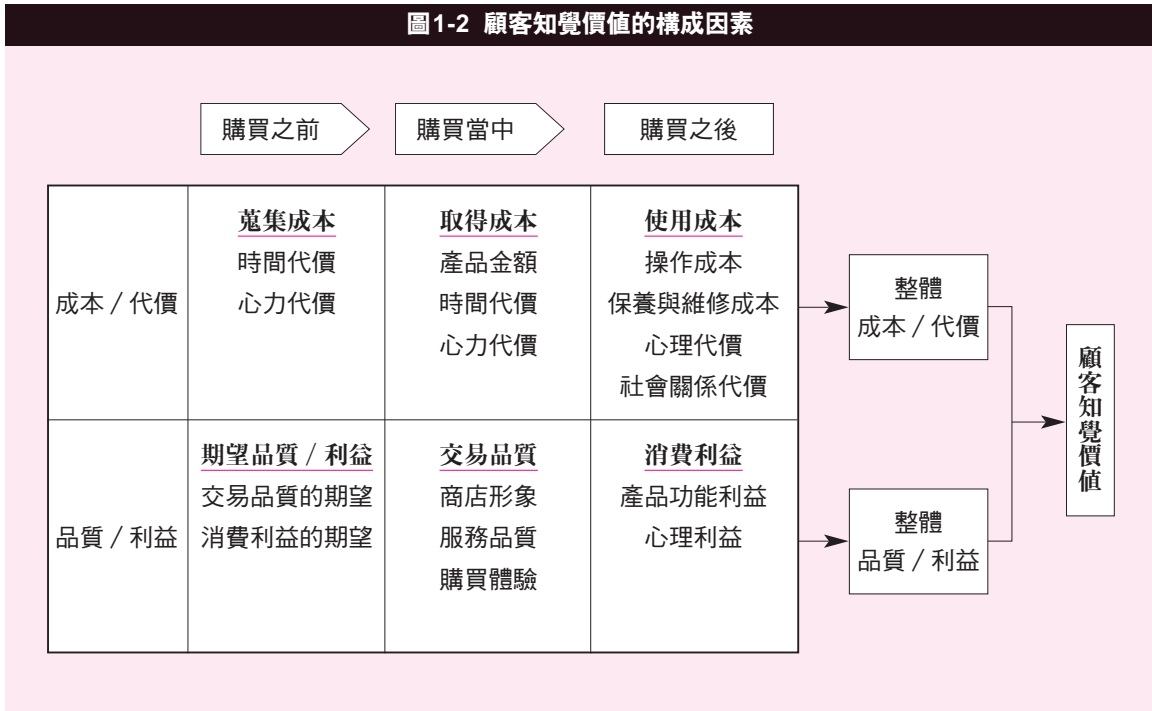 圖1-2 顧客知覺價值的構成因素
購買之前
購買當中
購買之後
成本／代價
蒐集成本
時間代價
心力代價
取得成本
產品金額
時間代價
心力代價
使用成本
操作成本
保養與維修成本
心理代價
社會關係代價
整體
成本／代價
品質／利益
期望品質／利益
交易品質的期望
消費利益的期望
交易品質
商店形象
服務品質
購買體驗
消費利益
產品功能利益
心理利益
整體
品質／利益
顧客知覺價值